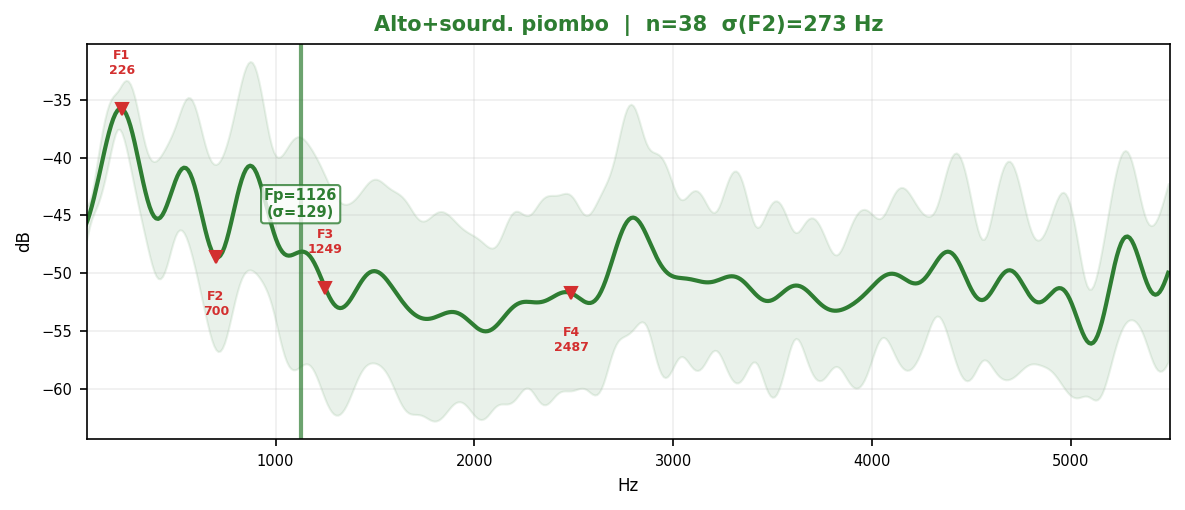 Alto+sourd. piombo | n=38 σ(F2)=273 Hz
F1
226
Fp=1126
(σ=129)
F3
1249
F2
700
F4
2487
dB
−35
−40
−45
−50
−55
−60
1000
2000
3000
4000
5000
Hz